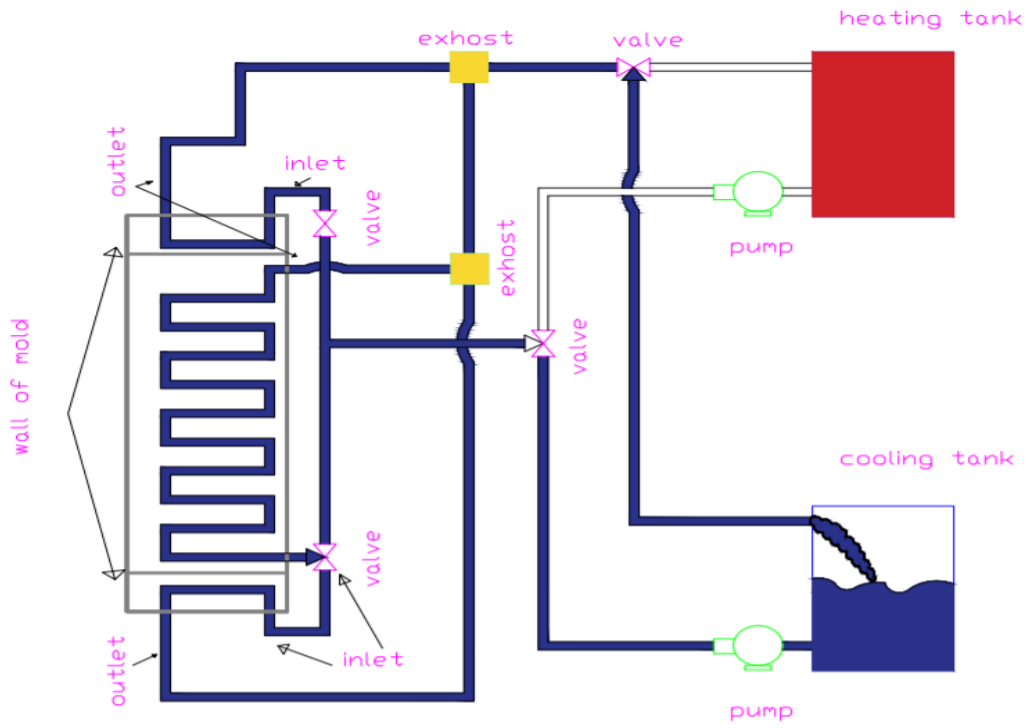 heating tank
exhost
valve
outlet
inlet
valve
pump
exhost
valve
wall of mold
cooling tank
valve
inlet
outlet
pump